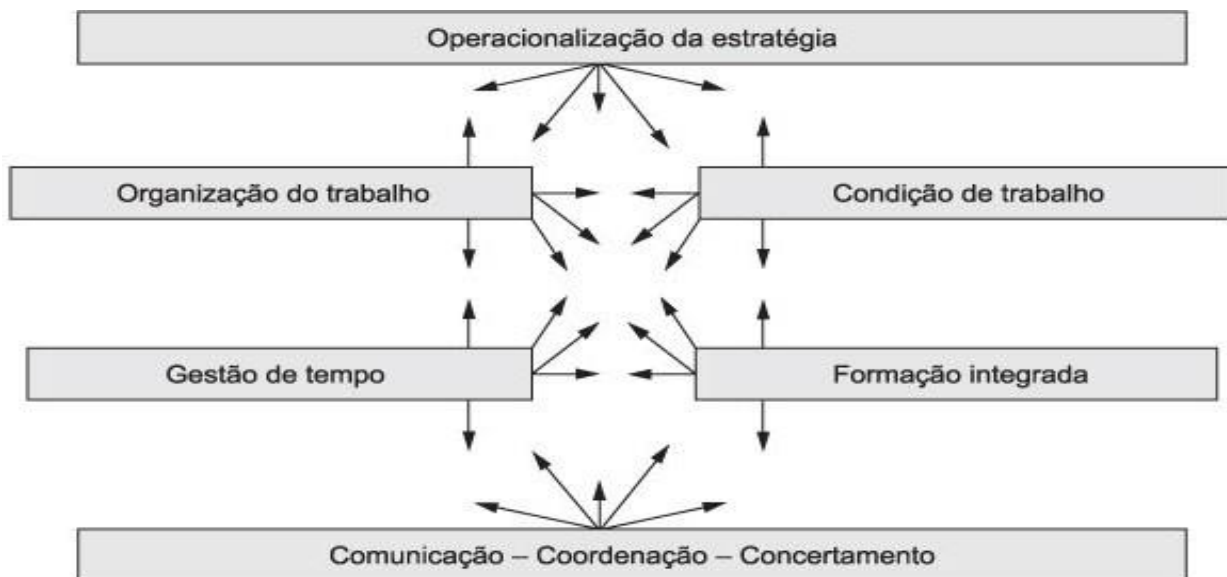 Operacionalização da estratégia
Organização do trabalho
Condição de trabalho
Gestão de tempo
Formação integrada
Comunicação – Coordenação – Concertamento